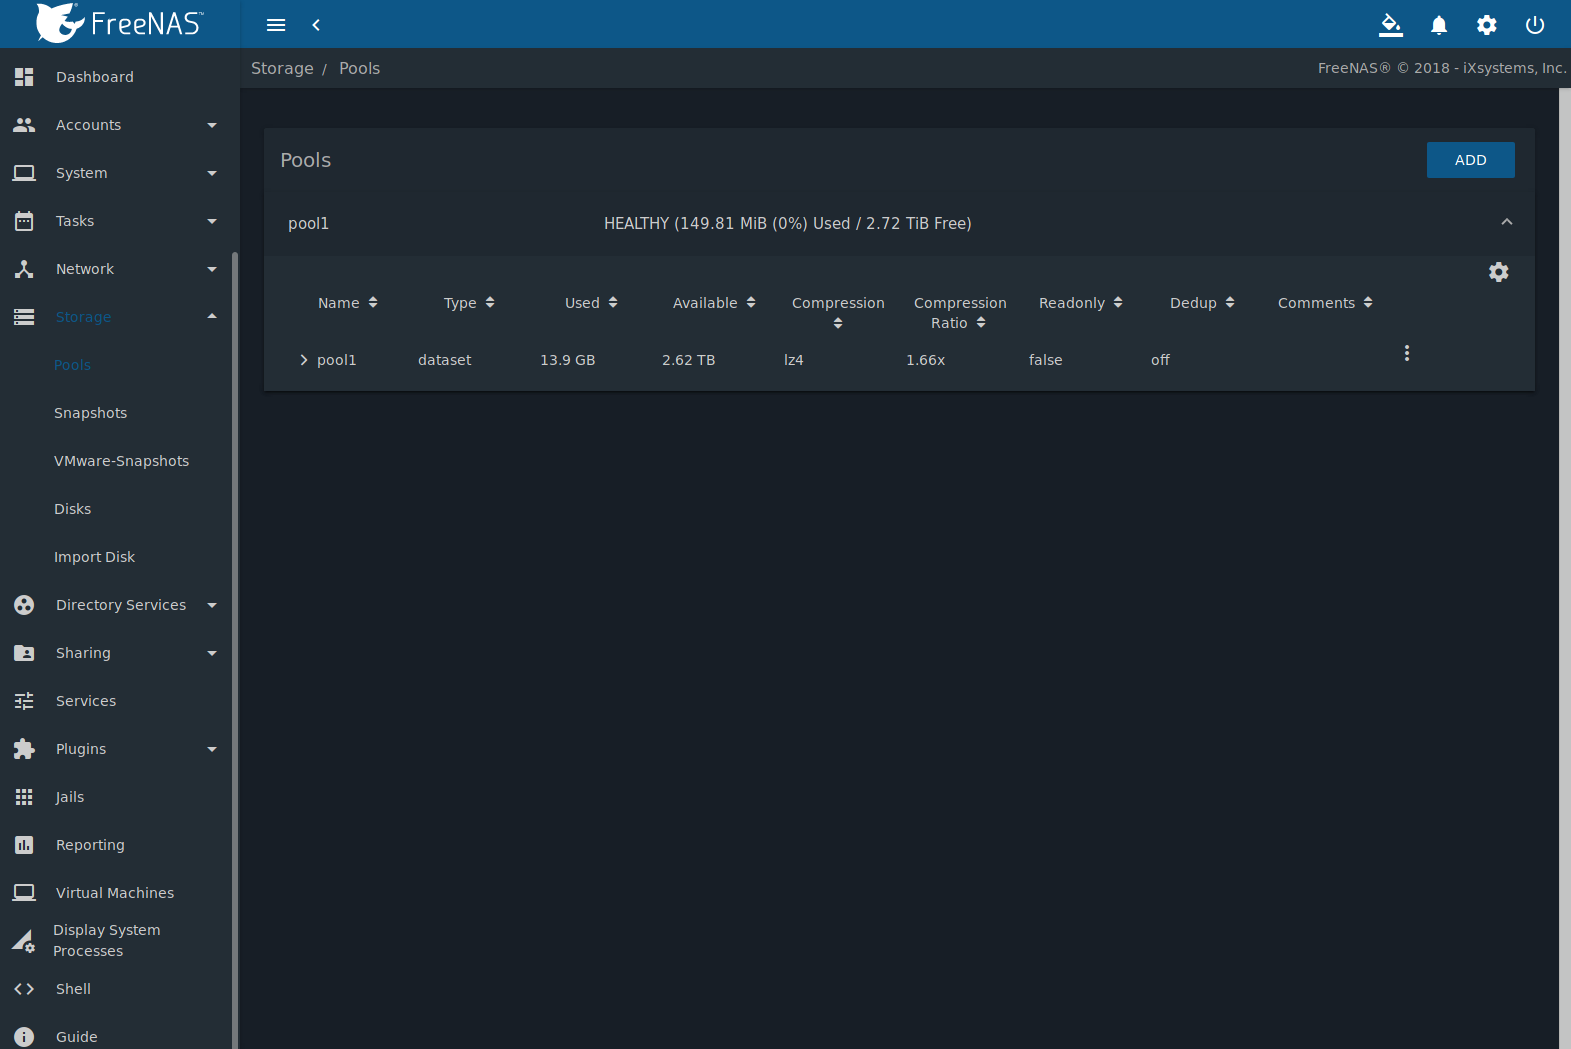 FreeNAS™
Storage / Pools
FreeNAS® © 2018 - iXsystems, Inc.
Dashboard
Accounts
System
Tasks
Network
Storage
Pools
Snapshots
VMware-Snapshots
Disks
Import Disk
Directory Services
Sharing
Services
Plugins
Jails
Reporting
Virtual Machines
Display System
Processes
Shell
Guide
Pools
ADD
pool1 HEALTHY (149.81 MiB (0%) Used / 2.72 TiB Free)
Name Type Used Available Compression Compression Readonly Dedup Comments
Ratio
pool1 dataset 13.9 GB 2.62 TB lz4 1.66x false off